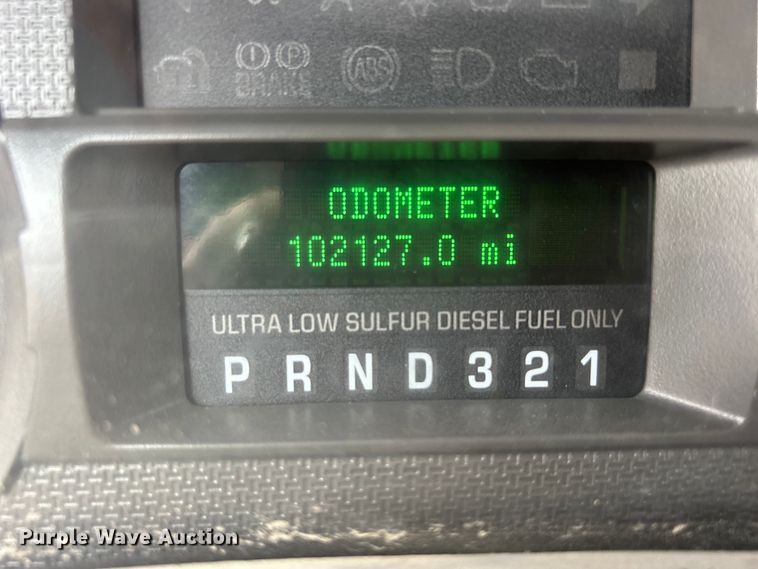 BRAKE
ABS
ODOMETER
102127.0 mi
ULTRA LOW SULFUR DIESEL FUEL ONLY
P R N D 3 2 1
Purple Wave Auction